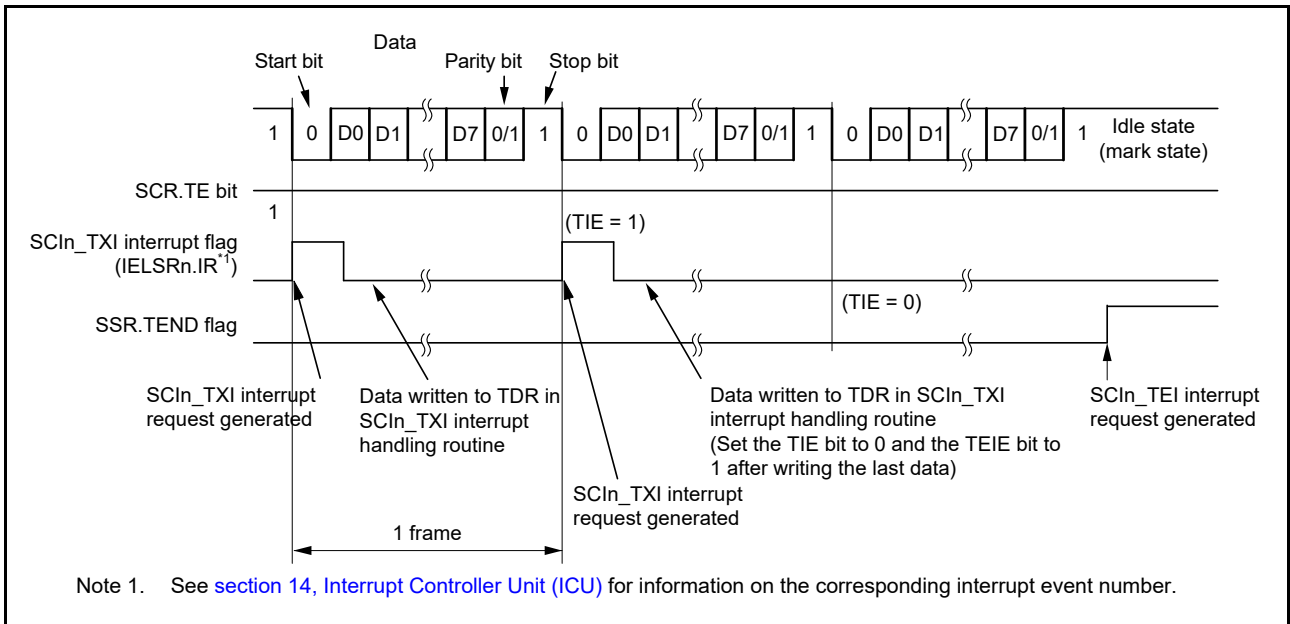 Data
Start bit
Parity bit
Stop bit
1 0 D0 D1 D7 0/1 1 0 D0 D1 D7 0/1 1 0 D0 D1 D7 0/1 1
Idle state
(mark state)
SCR.TE bit
1
(TIE = 1)
SCIn_TXI interrupt flag
(IELSRn.IR*1)
(TIE = 0)
SSR.TEND flag
SCIn_TXI interrupt
request generated
Data written to TDR in
SCIn_TXI interrupt
handling routine
Data written to TDR in SCIn_TXI
interrupt handling routine
(Set the TIE bit to 0 and the TEIE bit to
1 after writing the last data)
SCIn_TEI interrupt
request generated
SCIn_TXI interrupt
request generated
1 frame
Note 1. See section 14, Interrupt Controller Unit (ICU) for information on the corresponding interrupt event number.